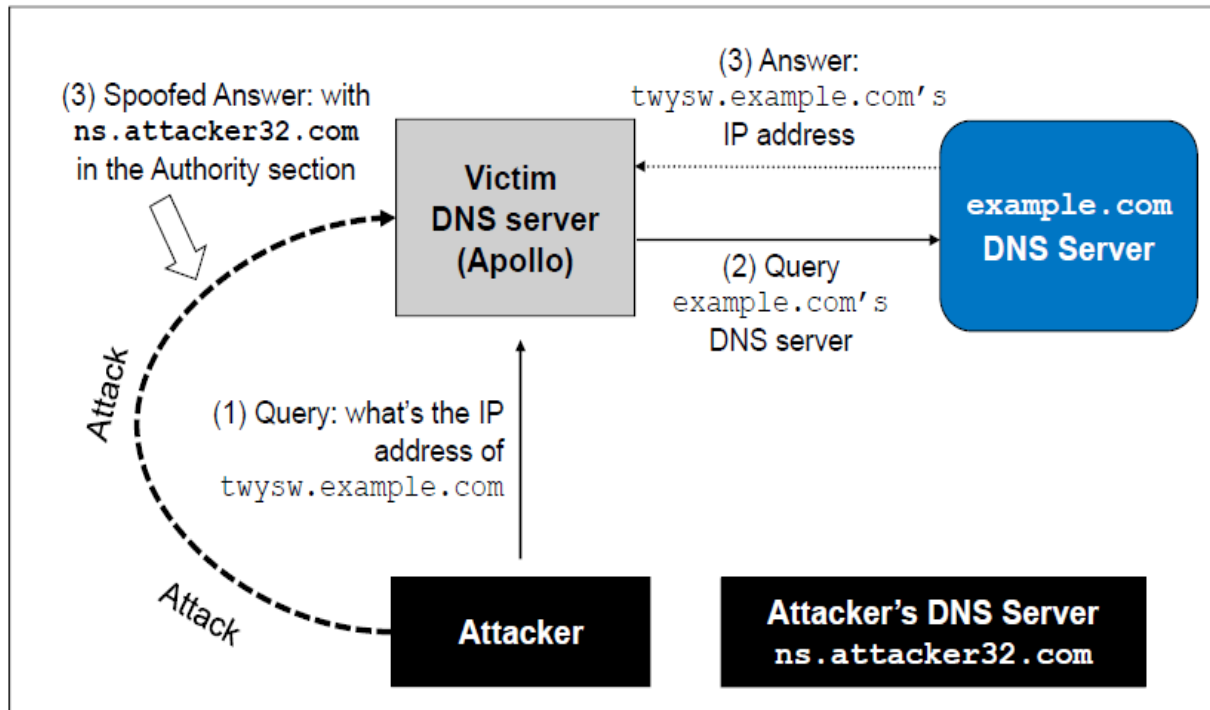 (3) Spoofed Answer: with
ns.attacker32.com
in the Authority section
(3) Answer:
twysw.example.com’s
IP address
Victim
DNS server
(Apollo)
example.com
DNS Server
(2) Query
example.com’s
DNS server
Attack
(1) Query: what’s the IP
address of
twysw.example.com
Attack
Attacker
Attacker’s DNS Server
ns.attacker32.com